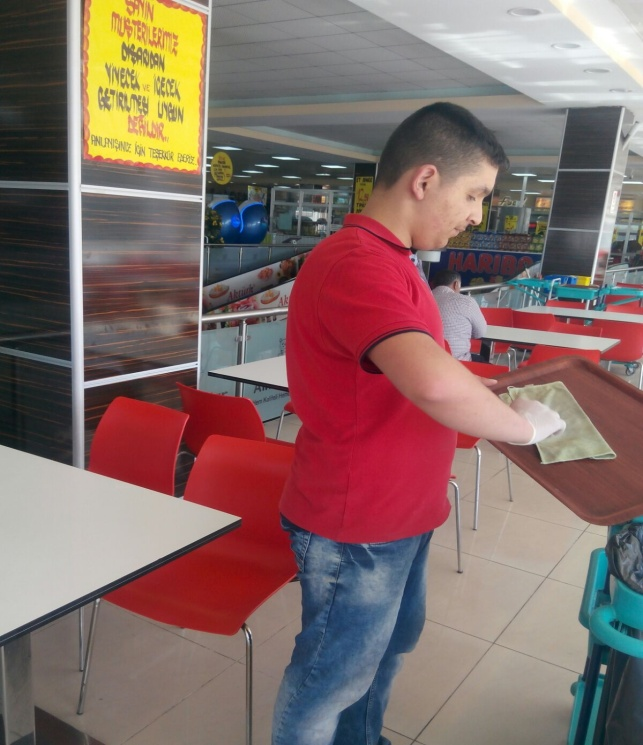 SAYIN
MÜŞTERİLERİMİZ
DIŞARIDAN
YİYECEK VE İÇECEK
GETİRİLMESİ UYGUN
DEĞİLDİR..
ANLAYIŞINIZ İÇİN TEŞEKKÜR EDERİZ..
HARIBO